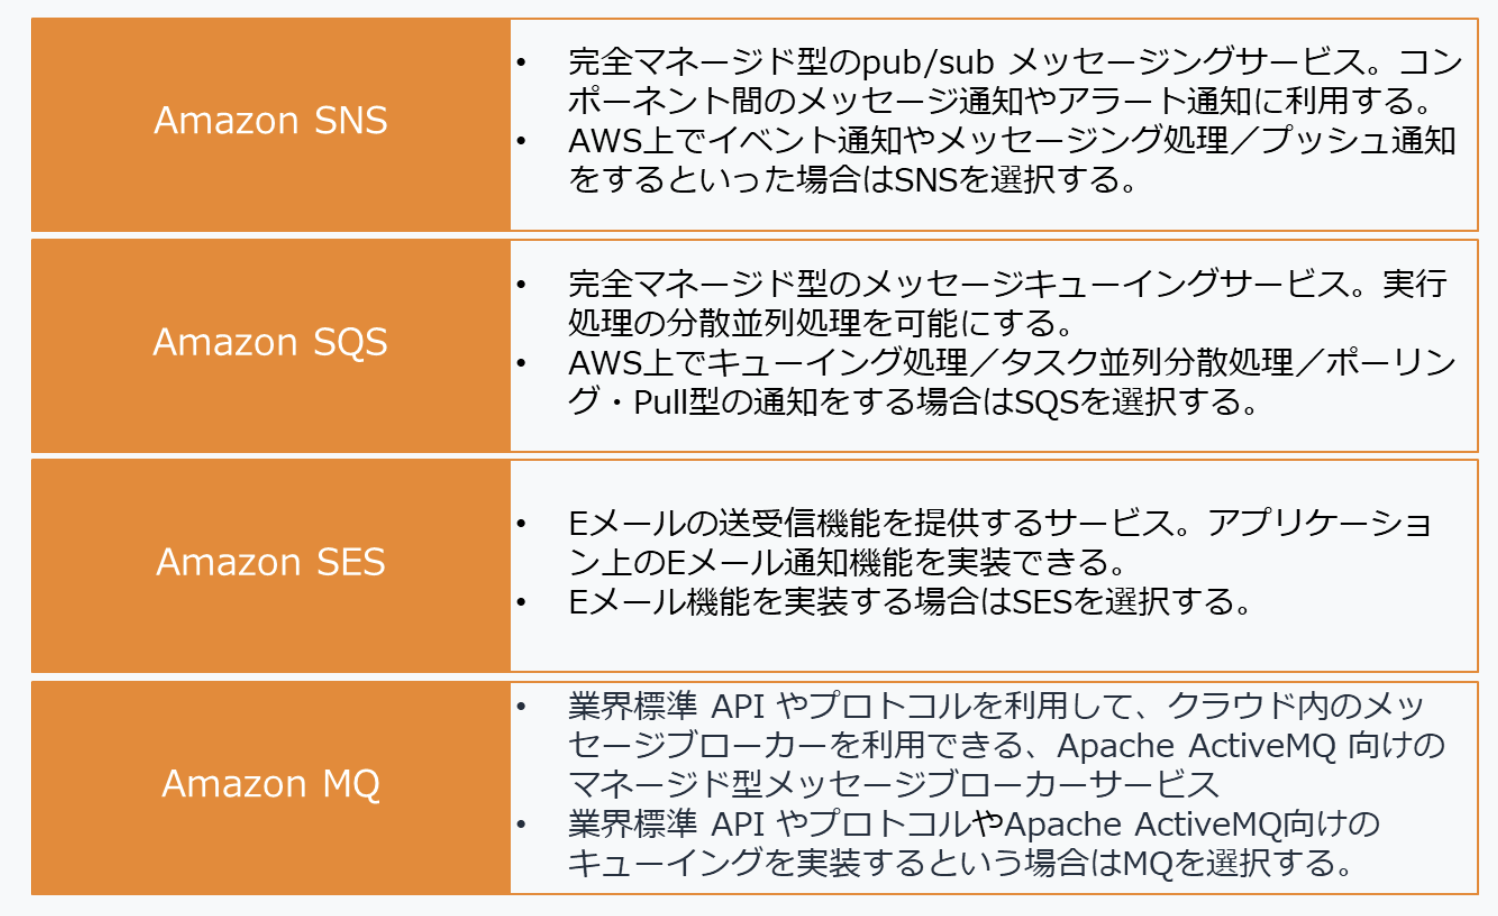 Amazon SNS
• 完全マネージド型のpub/sub メッセージングサービス。コン
ポーネント間のメッセージ通知やアラート通知に利用する。
• AWS上でイベント通知やメッセージング処理／プッシュ通知
をするといった場合はSNSを選択する。
Amazon SQS
• 完全マネージド型のメッセージキューイングサービス。実行
処理の分散並列処理を可能にする。
• AWS上でキューイング処理／タスク並列分散処理／ポーリン
グ・Pull型の通知をする場合はSQSを選択する。
Amazon SES
• Eメールの送受信機能を提供するサービス。アプリケーショ
ン上のEメール通知機能を実装できる。
• Eメール機能を実装する場合はSESを選択する。
Amazon MQ
• 業界標準 API やプロトコルを利用して、クラウド内のメッ
セージブローカーを利用できる、Apache ActiveMQ 向けの
マネージド型メッセージブローカーサービス
• 業界標準 API やプロトコルやApache ActiveMQ向けの
キューイングを実装するという場合はMQを選択する。